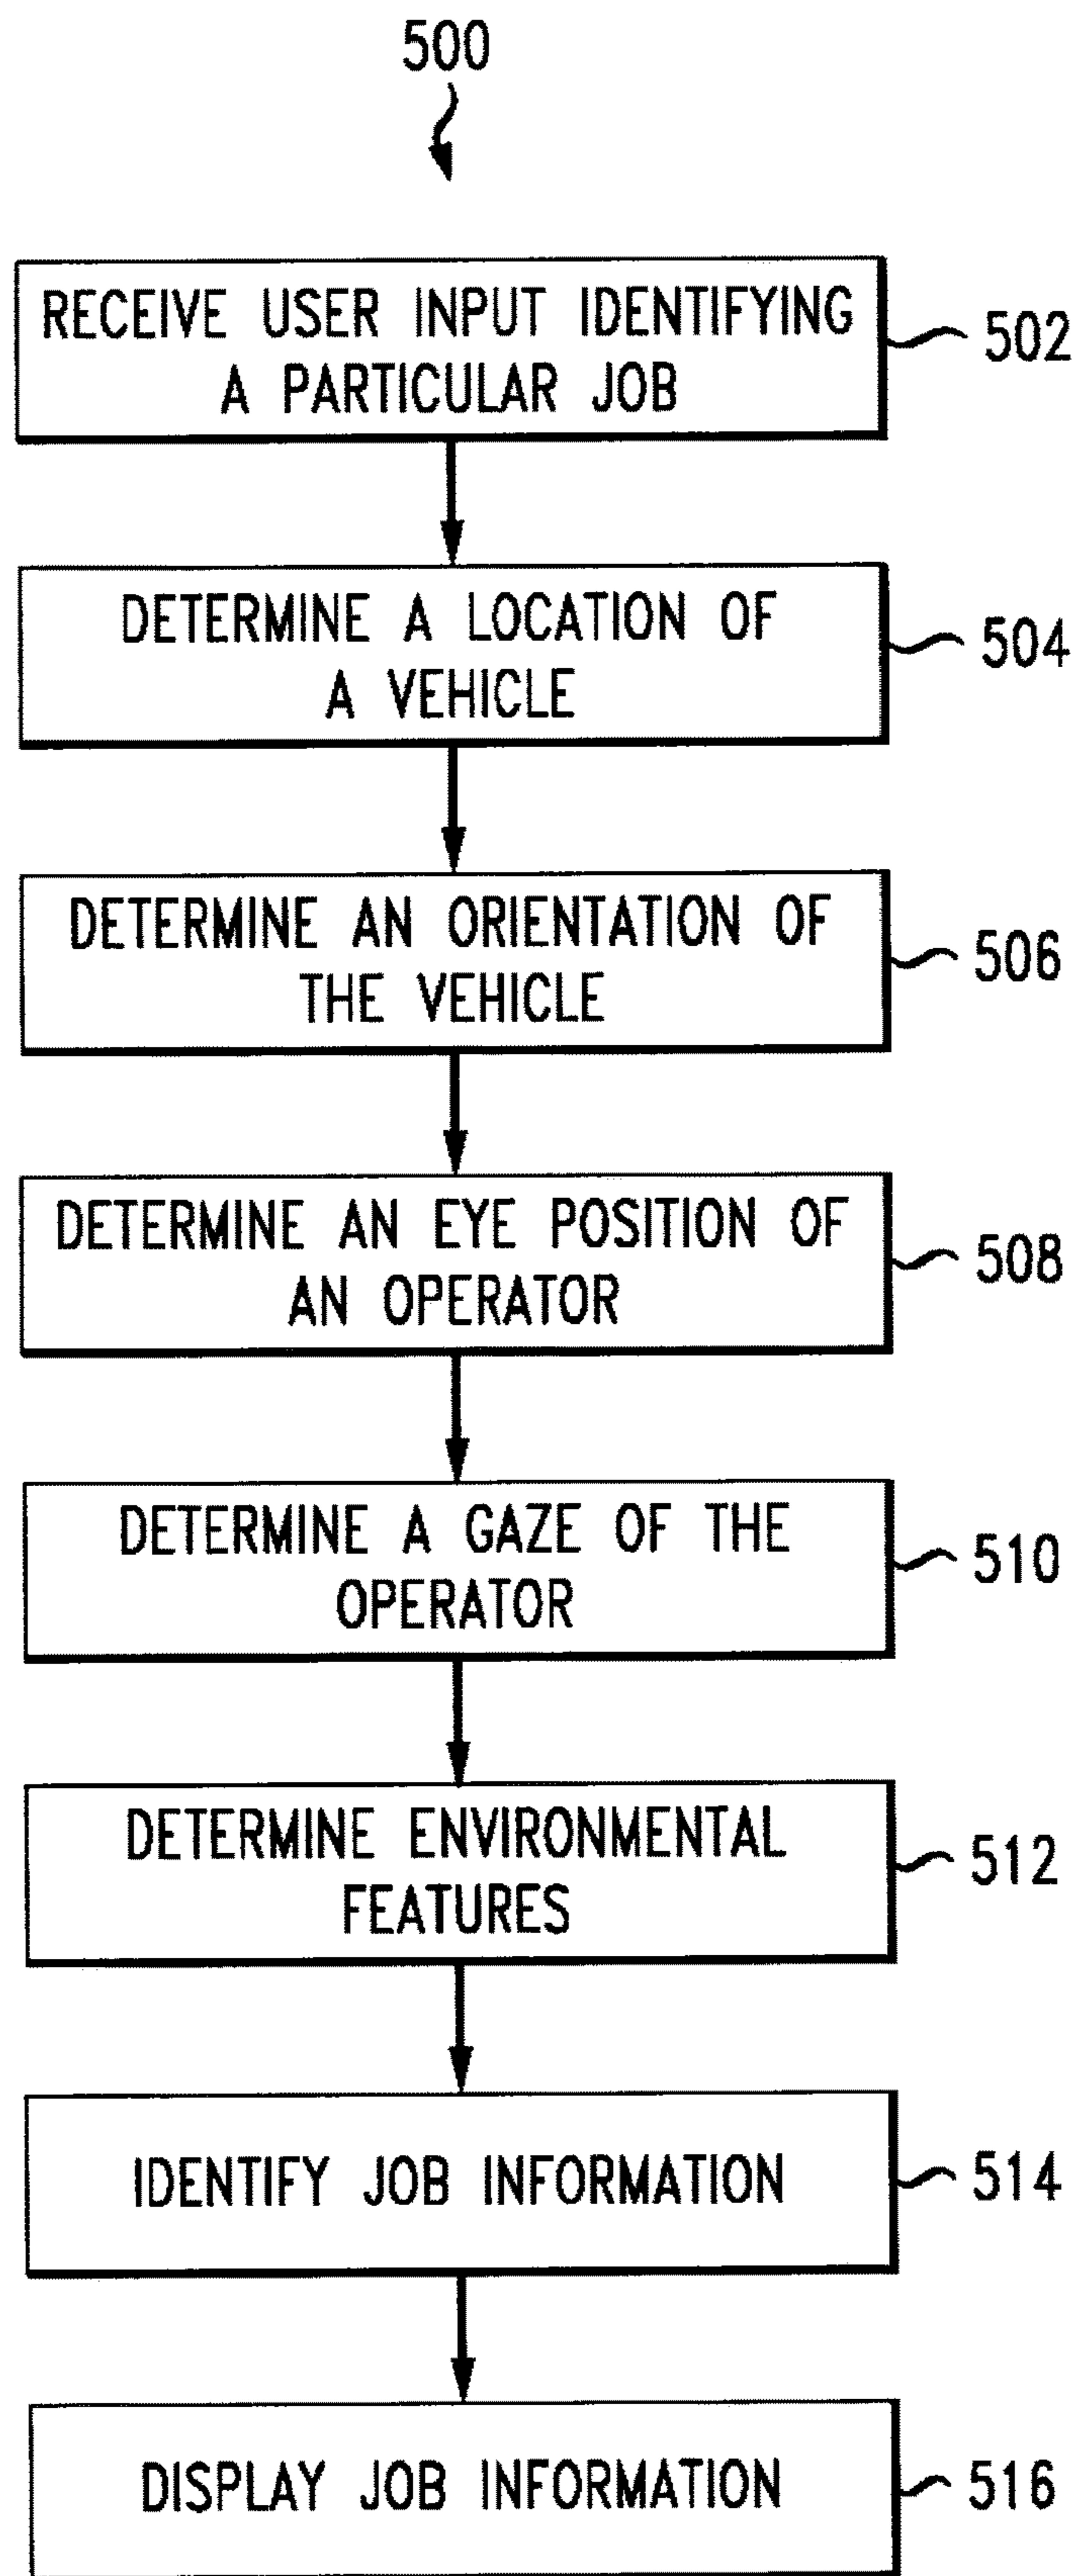 500
RECEIVE USER INPUT IDENTIFYING
A PARTICULAR JOB
502
DETERMINE A LOCATION OF
A VEHICLE
504
DETERMINE AN ORIENTATION OF
THE VEHICLE
506
DETERMINE AN EYE POSITION OF
AN OPERATOR
508
DETERMINE A GAZE OF THE
OPERATOR
510
DETERMINE ENVIRONMENTAL
FEATURES
512
IDENTIFY JOB INFORMATION
514
DISPLAY JOB INFORMATION
516